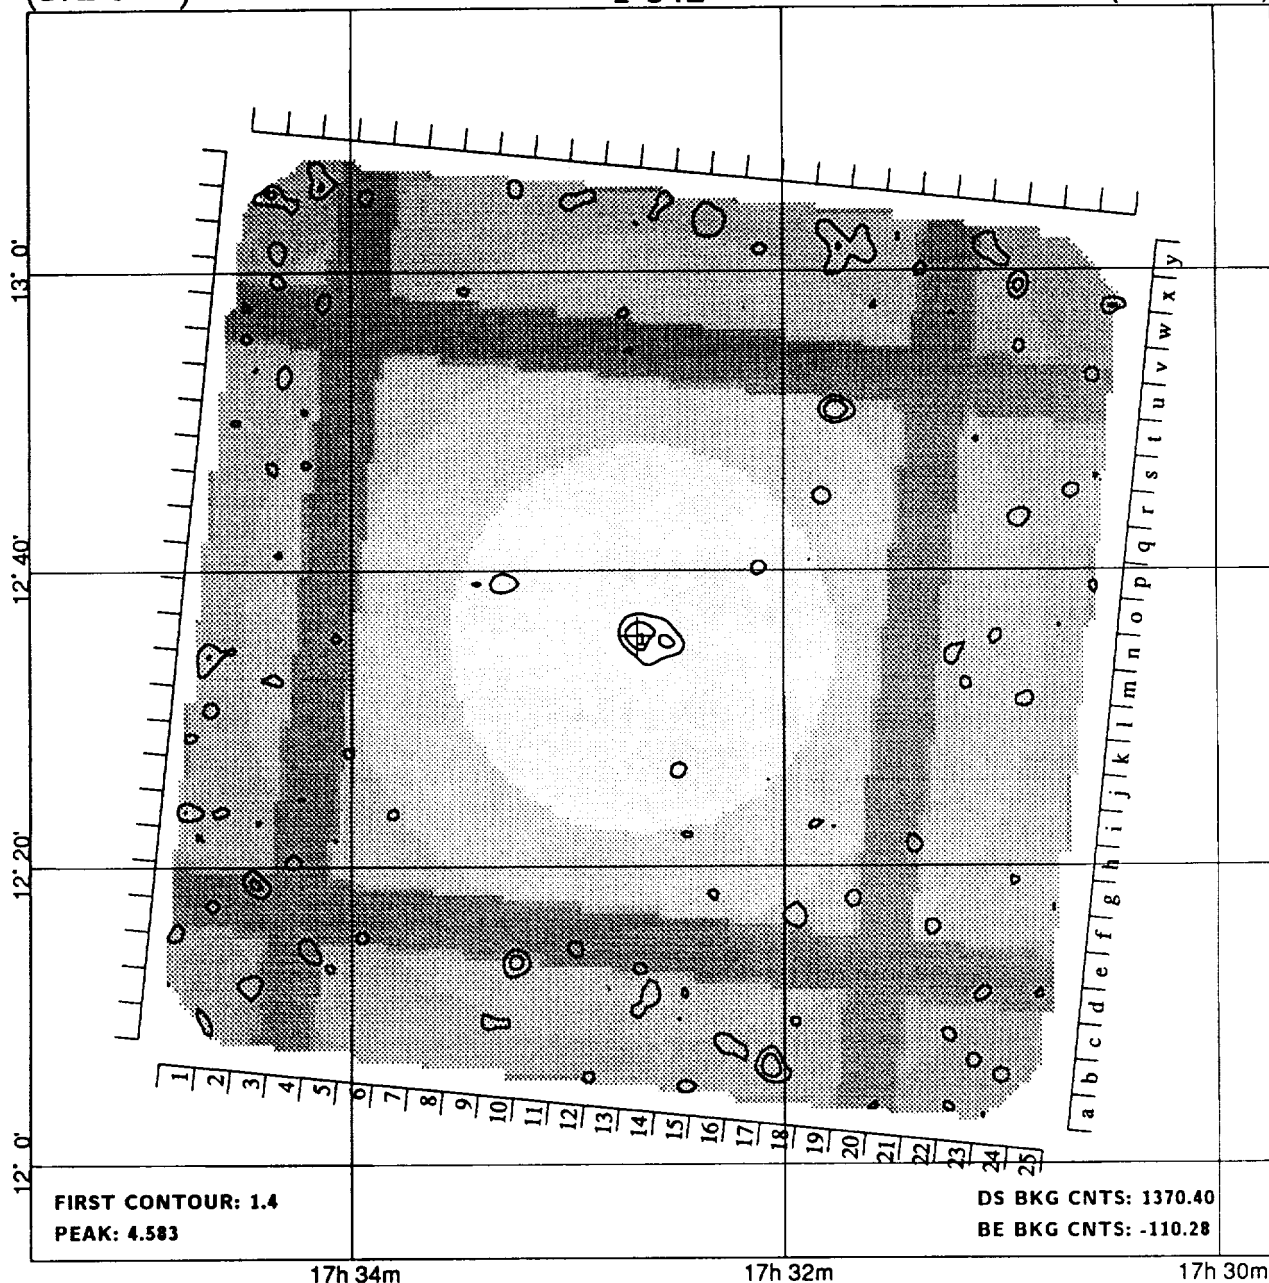 13° 0'
12° 40'
12° 20'
12° 0'
y
x
w
v
u
t
s
r
q
p
o
n
m
l
k
j
i
h
g
f
e
d
c
b
a
1 2 3 4 5 6 7 8 9 10 11 12 13 14 15 16 17 18 19 20 21 22 23 24 25
FIRST CONTOUR: 1.4
PEAK: 4.583
DS BKG CNTS: 1370.40
BE BKG CNTS: -110.28
17h 34m 17h 32m 17h 30m